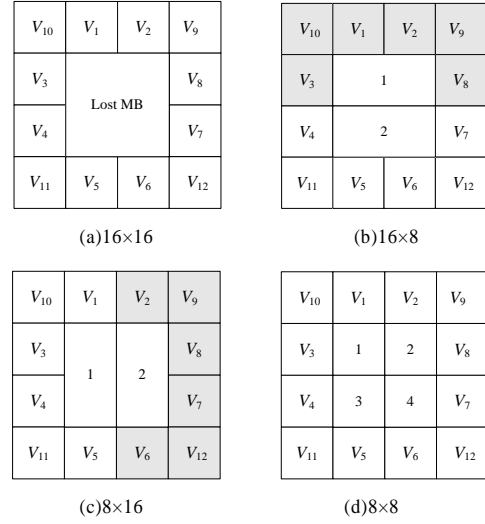 V10 V1 V2 V9
V3 Lost MB V8
V4 V7
V11 V5 V6 V12
(a)16×16
V10 V1 V2 V9
V3 1 V8
V4 2 V7
V11 V5 V6 V12
(b)16×8
V10 V1 V2 V9
V3 1 2 V8
V4 V7
V11 V5 V6 V12
(c)8×16
V10 V1 V2 V9
V3 1 2 V8
V4 3 4 V7
V11 V5 V6 V12
(d)8×8